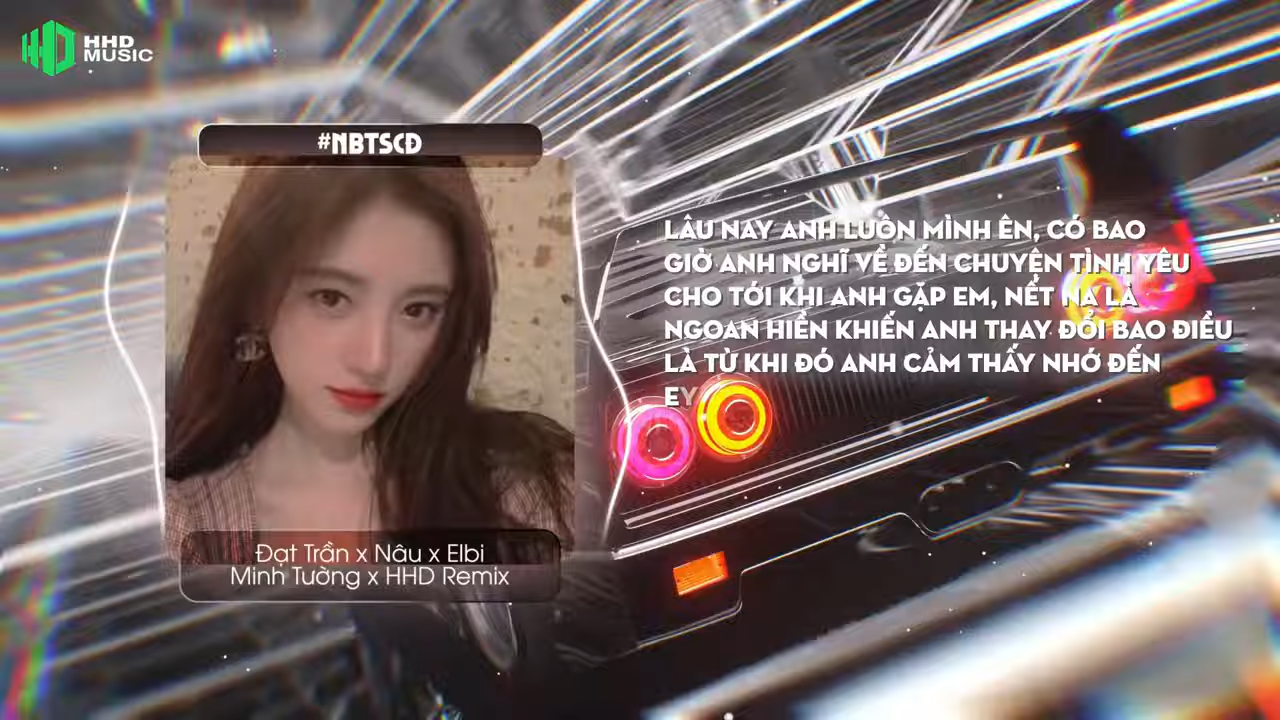 HHD
MUSIC
#NBTSCĐ
LÂU NAY ANH LUÔN MÌNH ÊN, CÓ BAO
GIỜ ANH NGHĨ VỀ ĐẾN CHUYỆN TÌNH YÊU
CHO TỚI KHI ANH GẶP EM, NẾT NA LÀ
NGOAN HIỀN KHIẾN ANH THAY ĐỔI BAO ĐIỀU
LÀ TỪ KHI ĐÓ ANH CẢM THẤY NHỚ ĐẾN
EY
Đạt Trần x Nâu x Elbi
Minh Tường x HHD Remix